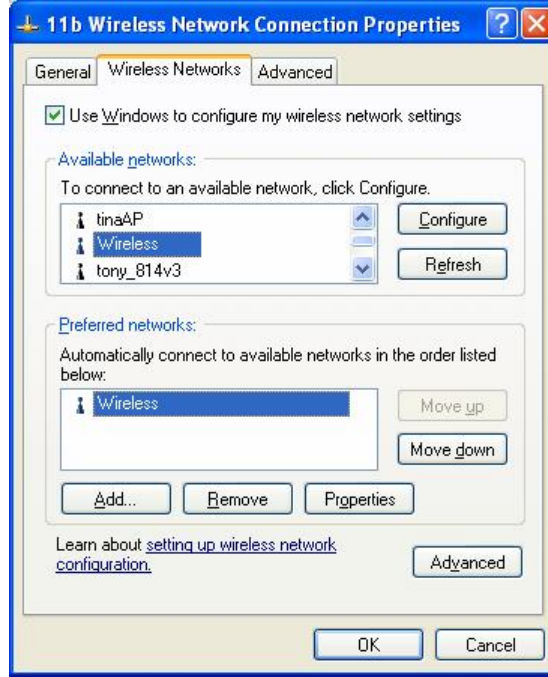 11b Wireless Network Connection Properties
General Wireless Networks Advanced
Use Windows to configure my wireless network settings
Available networks:
To connect to an available network, click Configure.
tinaAP
Wireless
tony_814v3
Configure
Refresh
Preferred networks:
Automatically connect to available networks in the order listed
below:
Wireless
Move up
Move down
Add... Remove Properties
Learn about setting up wireless network
configuration.
Advanced
OK Cancel